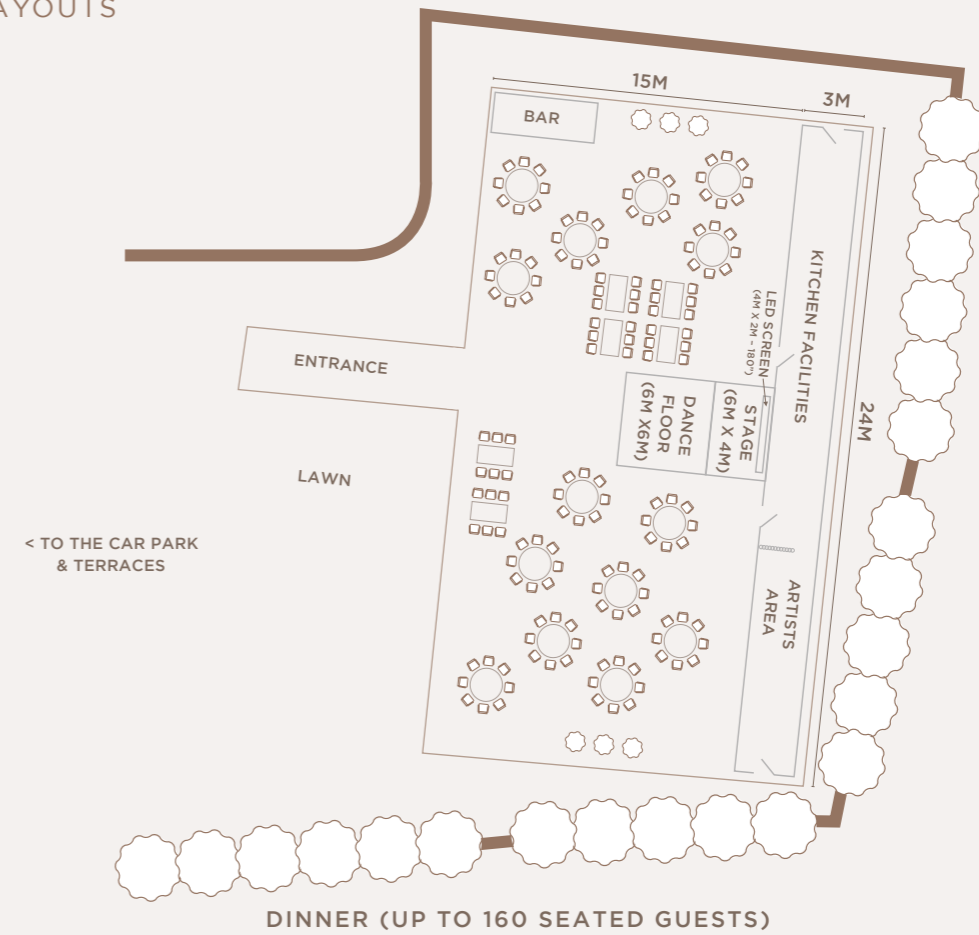 AYOUTS
15M
3M
BAR
KITCHEN FACILITIES
LED SCREEN
(4M X 2M – 180")
ENTRANCE
24M
DANCE
FLOOR
(6M X6M)
STAGE
(6M X 4M)
LAWN
< TO THE CAR PARK
& TERRACES
ARTISTS
AREA
DINNER (UP TO 160 SEATED GUESTS)